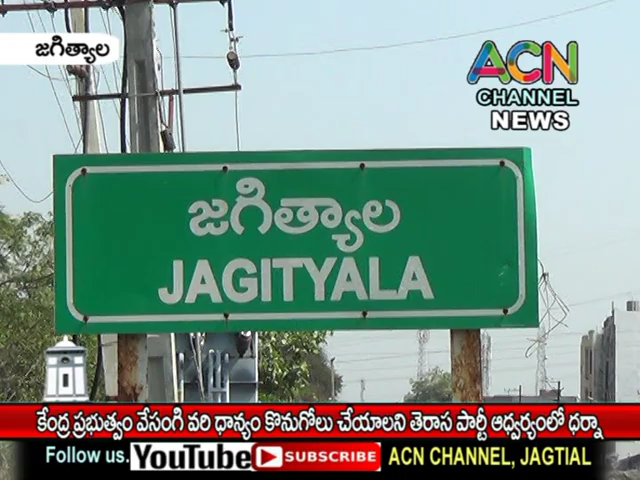 జగిత్యాల
ACN
CHANNEL
NEWS
జగిత్యాల
JAGITYALA
కేంద్ర ప్రభుత్వం వేసంగి వరి ధాన్యం కొనుగోలు చేయాలని తెరాస పార్టీ ఆధ్వర్యంలో ధర్నా
Follow us. YouTube SUBSCRIBE ACN CHANNEL, JAGTIAL